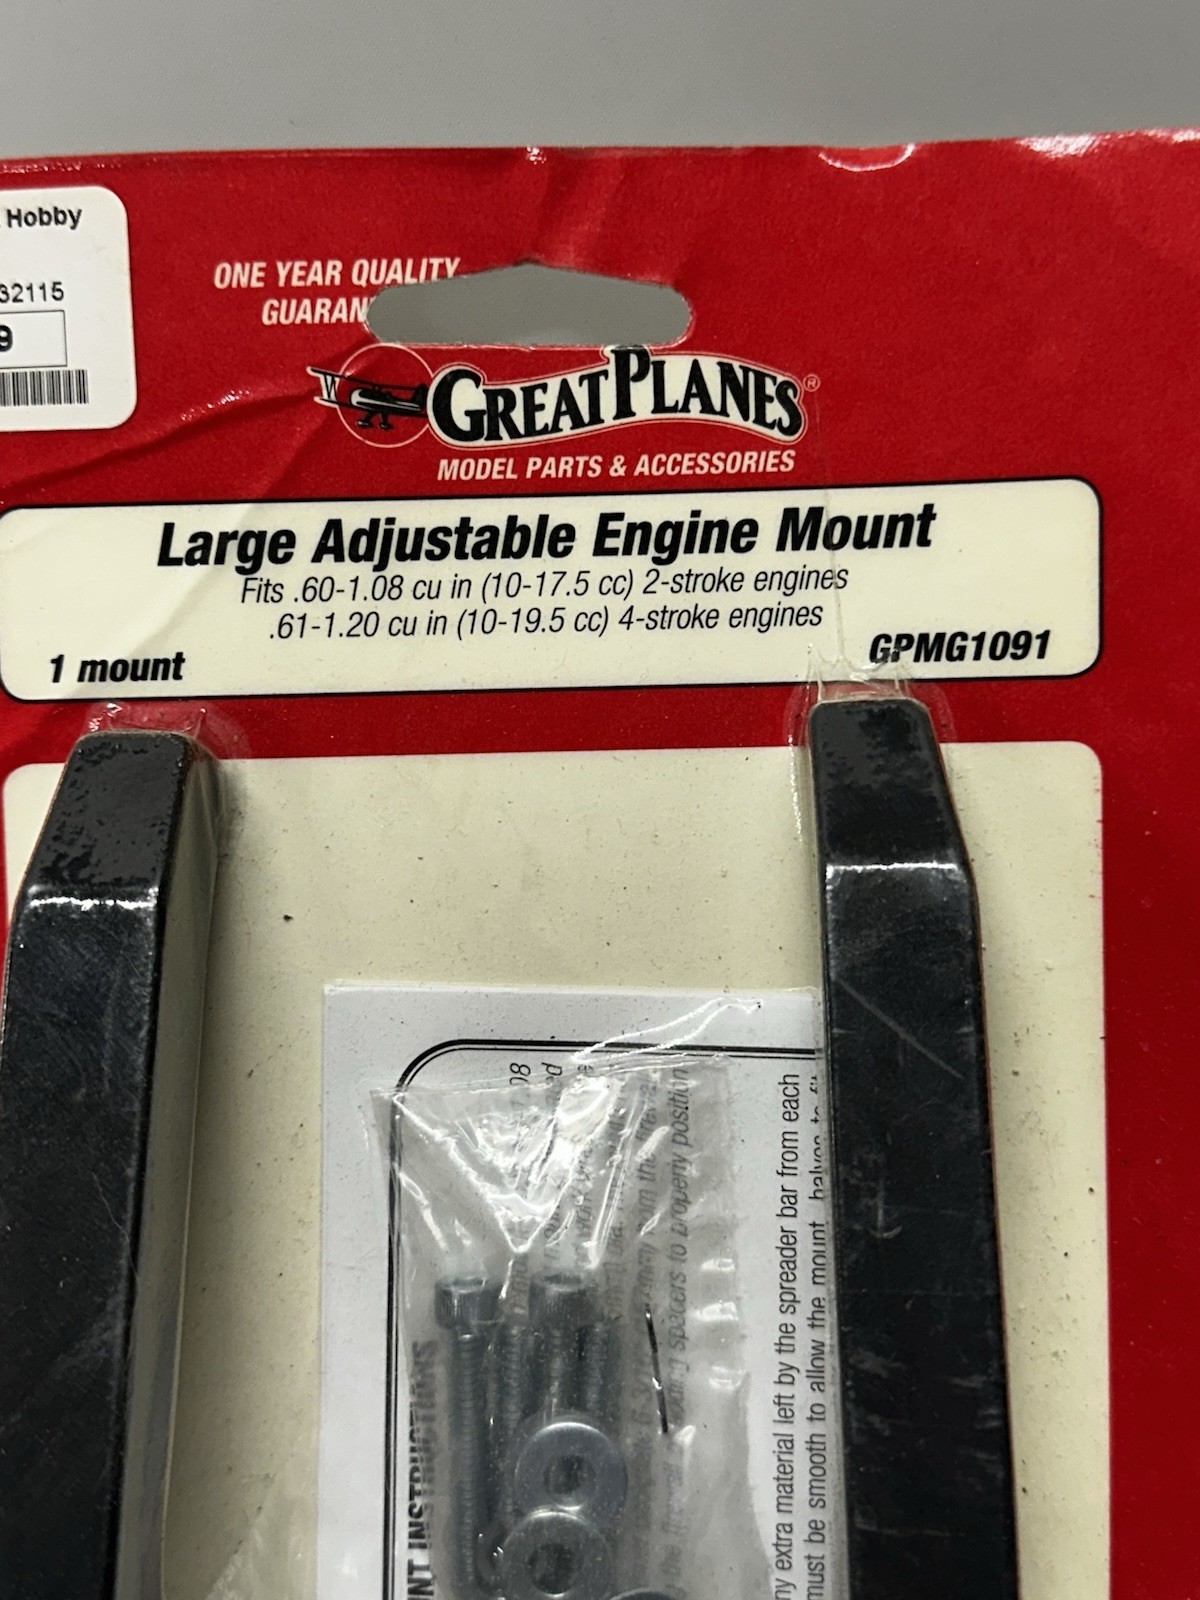 Hobby
32115
9
ONE YEAR QUALITY
GUARAN
GREAT PLANES®
MODEL PARTS & ACCESSORIES
Large Adjustable Engine Mount
Fits .60-1.08 cu in (10-17.5 cc) 2-stroke engines
.61-1.20 cu in (10-19.5 cc) 4-stroke engines
1 mount
GPMG1091
INSTRUCTIONS
spacers to properly position
extra material left by the spreader bar from each
must be smooth to allow the mount